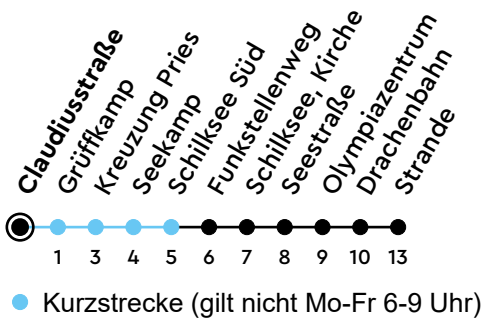 Claudiusstraße
Grüffkamp
Kreuzung Pries
Seekamp
Schilksee Süd
Funkstellenweg
Schilksee, Kirche
Seestraße
Olympiazentrum
Drachenbahn
Strande
1 3 4 5 6 7 8 9 10 13
Kurzstrecke (gilt nicht Mo-Fr 6-9 Uhr)